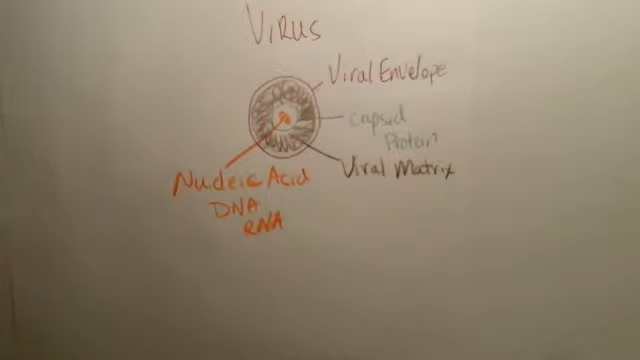 VIRUS
Viral Envelope
capsid
Protein
Viral Matrix
Nucleic Acid
DNA
RNA